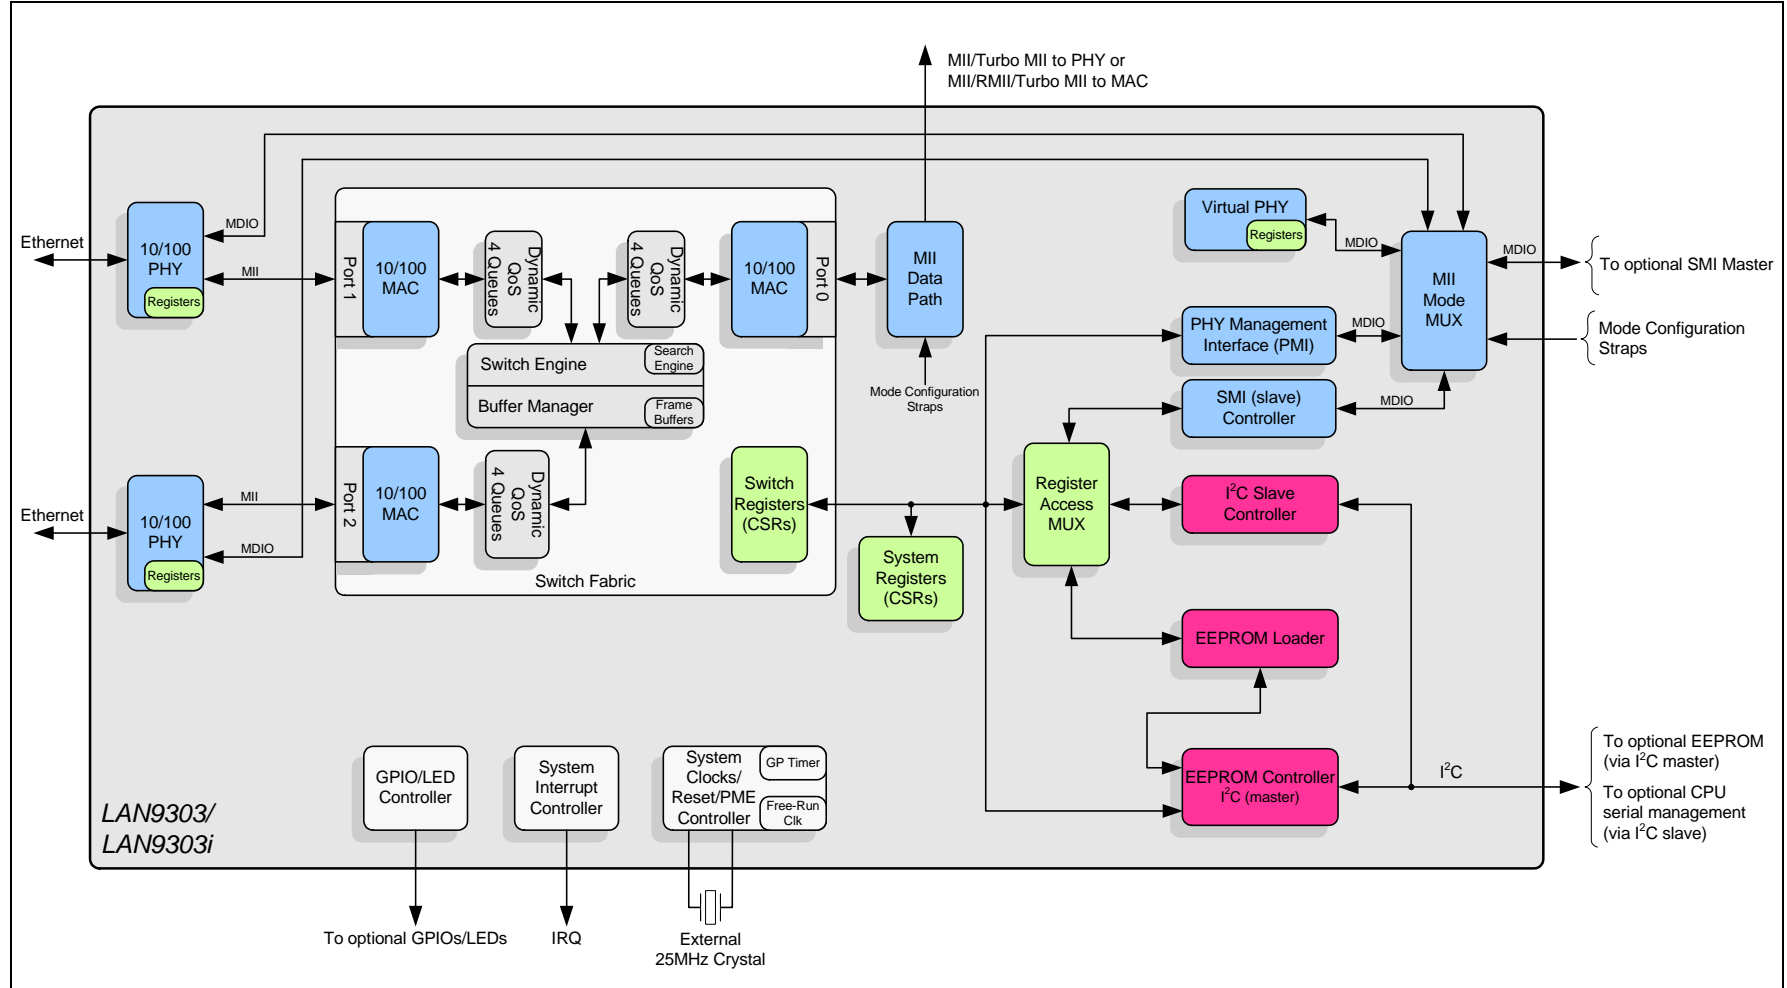 MII/Turbo MII to PHY or
MII/RMII/Turbo MII to MAC
Ethernet
10/100
PHY
Registers
MDIO
MII
Port 1
10/100
MAC
Dynamic
QoS
4 Queues
Dynamic
QoS
4 Queues
10/100
MAC
Port 0
MII
Data
Path
Mode Configuration
Straps
Switch Engine
Search
Engine
Buffer Manager
Frame
Buffers
Virtual PHY
Registers
MDIO
MII
Mode
MUX
MDIO
To optional SMI Master
Mode Configuration
Straps
PHY Management
Interface (PMI)
MDIO
SMI (slave)
Controller
MDIO
Ethernet
10/100
PHY
Registers
MII
MDIO
Port 2
10/100
MAC
Dynamic
QoS
4 Queues
Switch
Registers
(CSRs)
Switch Fabric
System
Registers
(CSRs)
Register
Access
MUX
I²C Slave
Controller
EEPROM Loader
EEPROM Controller
I²C (master)
I²C
To optional EEPROM
(via I²C master)
To optional CPU
serial management
(via I²C slave)
GPIO/LED
Controller
System
Interrupt
Controller
System
Clocks/
Reset/PME
Controller
GP Timer
Free-Run
Clk
LAN9303/
LAN9303i
To optional GPIOs/LEDs
IRQ
External
25MHz Crystal